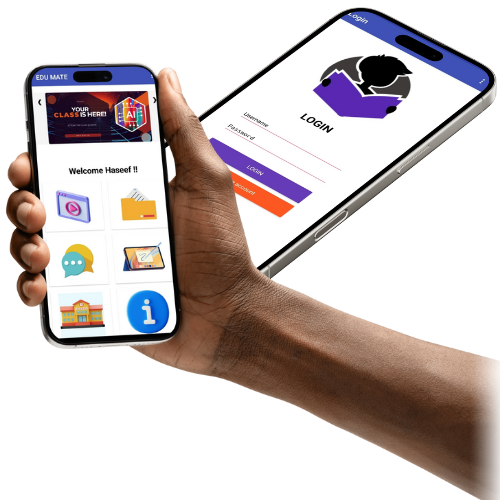 EDU MATE
YOUR
CLASS IS HERE!
AI
Welcome Haseef !!
Login
LOGIN
Username
Password
LOGIN
account